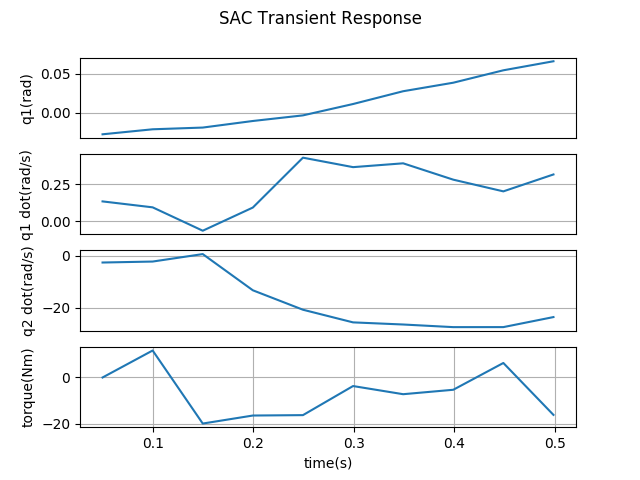 SAC Transient Response
q1(rad)
0.05
0.00
q1 dot(rad/s)
0.25
0.00
q2 dot(rad/s)
0
−20
torque(Nm)
0
−20
0.1 0.2 0.3 0.4 0.5
time(s)